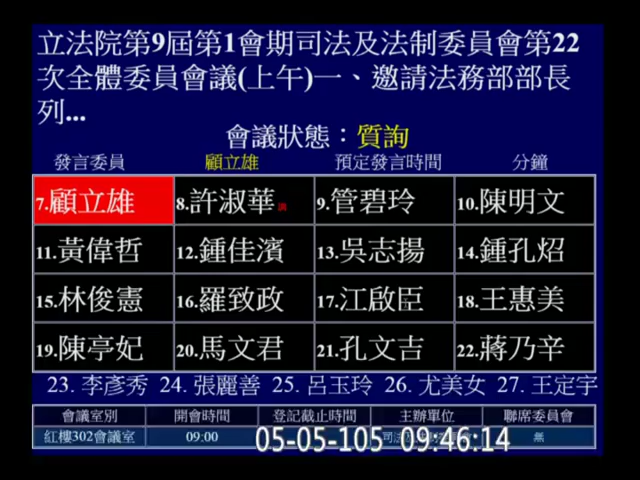 立法院第9屆第1會期司法及法制委員會第22
次全體委員會議(上午)一、邀請法務部部長
列...
會議狀態：質詢
發言委員 顧立雄 預定發言時間 分鐘
7.顧立雄 8.許淑華 9.管碧玲 10.陳明文
11.黃偉哲 12.鍾佳濱 13.吳志揚 14.鍾孔炤
15.林俊憲 16.羅致政 17.江啟臣 18.王惠美
19.陳亭妃 20.馬文君 21.孔文吉 22.蔣乃辛
23. 李彥秀 24. 張麗善 25. 呂玉玲 26. 尤美女 27. 王定宇
會議室別 開會時間 登記截止時間 主辦單位 聯席委員會
紅樓302會議室 09:00 無
05-05-105 09:46:14